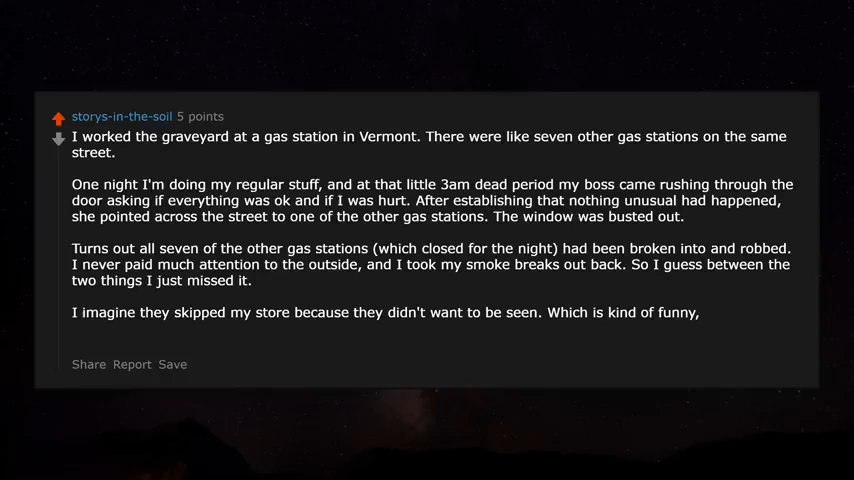 storys-in-the-soil 5 points
I worked the graveyard at a gas station in Vermont. There were like seven other gas stations on the same
street.
One night I'm doing my regular stuff, and at that little 3am dead period my boss came rushing through the
door asking if everything was ok and if I was hurt. After establishing that nothing unusual had happened,
she pointed across the street to one of the other gas stations. The window was busted out.
Turns out all seven of the other gas stations (which closed for the night) had been broken into and robbed.
I never paid much attention to the outside, and I took my smoke breaks out back. So I guess between the
two things I just missed it.
I imagine they skipped my store because they didn't want to be seen. Which is kind of funny,
Share Report Save